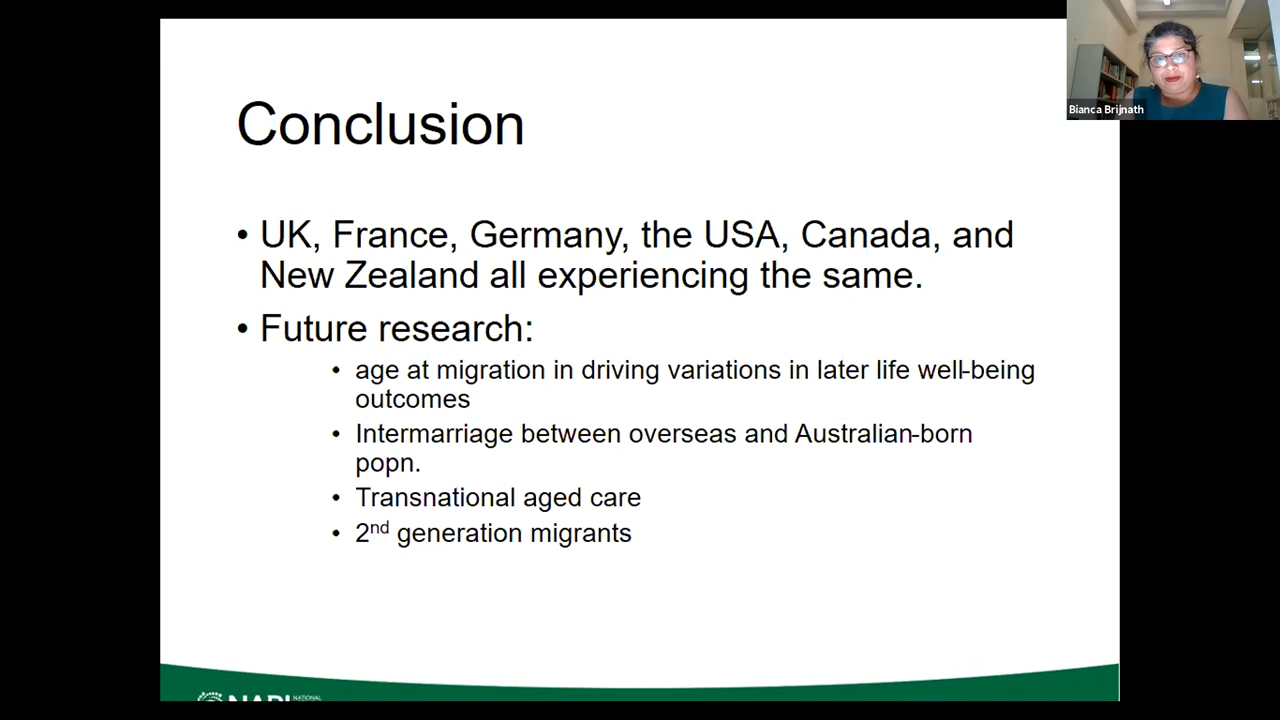 Conclusion
• UK, France, Germany, the USA, Canada, and
New Zealand all experiencing the same.
• Future research:
• age at migration in driving variations in later life well-being
outcomes
• Intermarriage between overseas and Australian-born
popn.
• Transnational aged care
• 2nd generation migrants
Bianca Brijnath
NARI NATIONAL